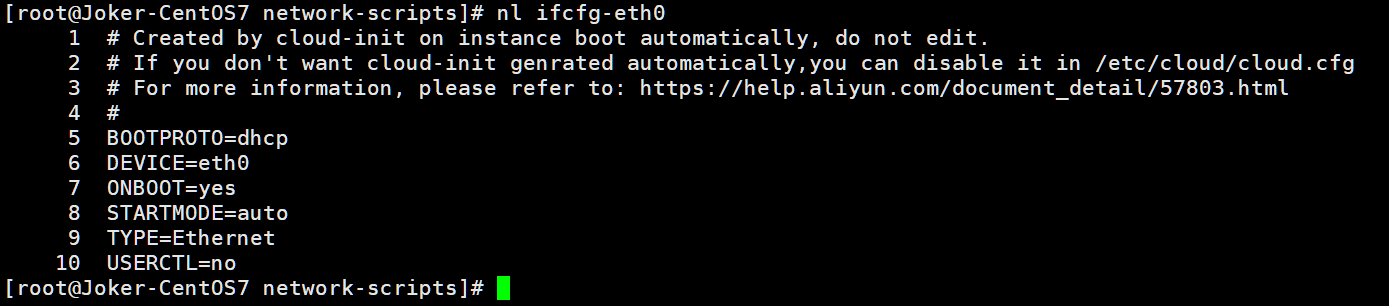 [root@Joker-CentOS7 network-scripts]# nl ifcfg-eth0
1 # Created by cloud-init on instance boot automatically, do not edit.
2 # If you don't want cloud-init genrated automatically,you can disable it in /etc/cloud/cloud.cfg
3 # For more information, please refer to: https://help.aliyun.com/document_detail/57803.html
4 #
5 BOOTPROTO=dhcp
6 DEVICE=eth0
7 ONBOOT=yes
8 STARTMODE=auto
9 TYPE=Ethernet
10 USERCTL=no
[root@Joker-CentOS7 network-scripts]#